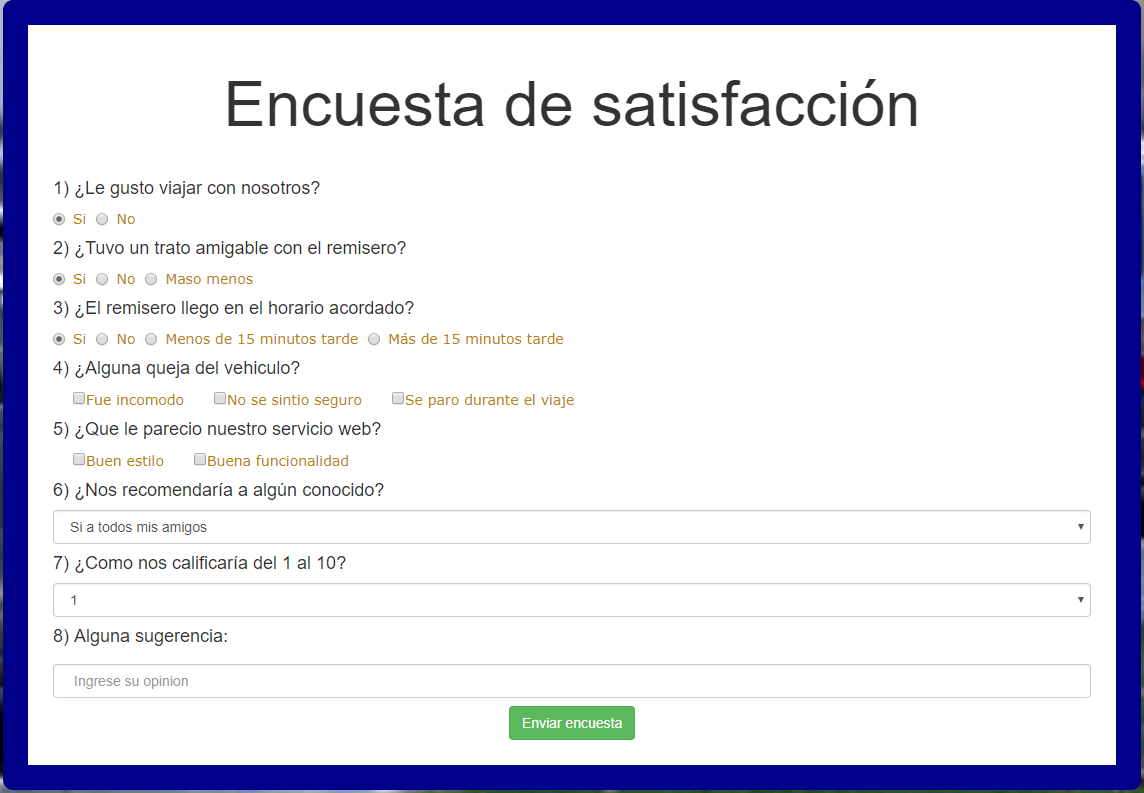 Encuesta de satisfacción
1) ¿Le gusto viajar con nosotros?
Si No
2) ¿Tuvo un trato amigable con el remisero?
Si No Maso menos
3) ¿El remisero llego en el horario acordado?
Si No Menos de 15 minutos tarde Más de 15 minutos tarde
4) ¿Alguna queja del vehiculo?
Fue incomodo No se sintio seguro Se paro durante el viaje
5) ¿Que le parecio nuestro servicio web?
Buen estilo Buena funcionalidad
6) ¿Nos recomendaría a algún conocido?
Si a todos mis amigos
7) ¿Como nos calificaría del 1 al 10?
1
8) Alguna sugerencia:
Ingrese su opinion
Enviar encuesta